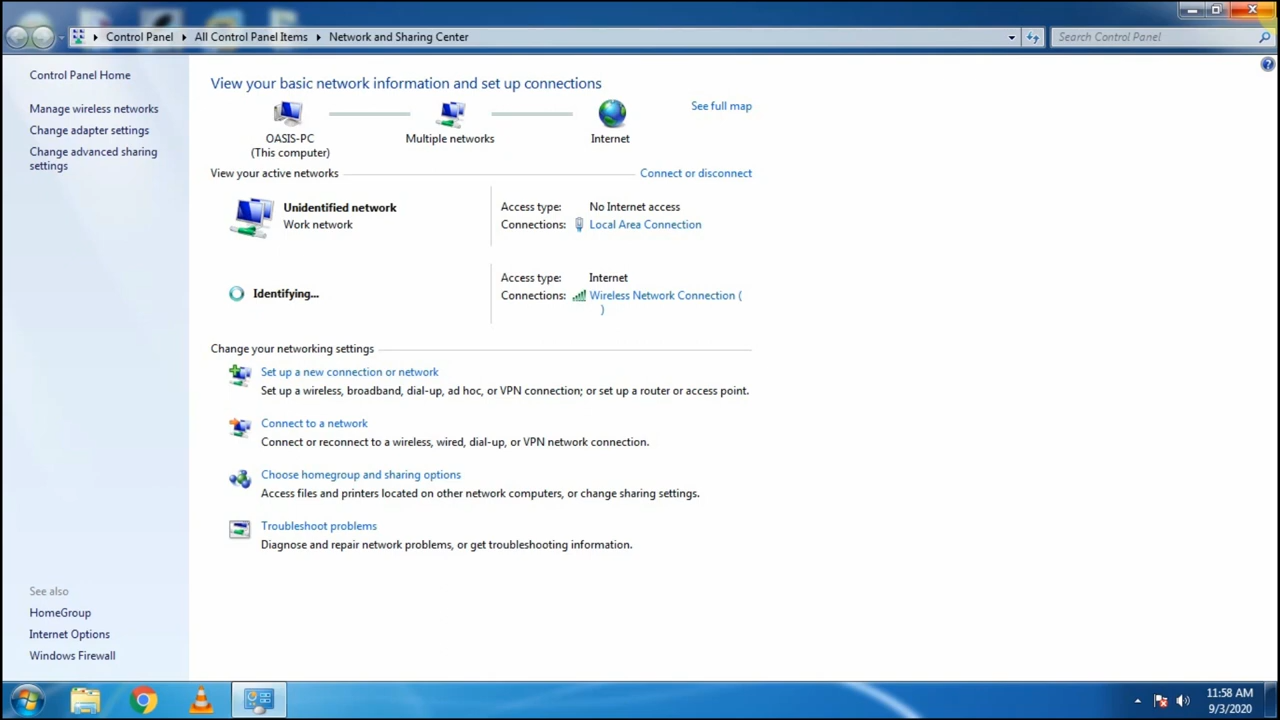 Control Panel All Control Panel Items Network and Sharing Center
Search Control Panel
Control Panel Home
Manage wireless networks
Change adapter settings
Change advanced sharing
settings
See also
HomeGroup
Internet Options
Windows Firewall
View your basic network information and set up connections
See full map
OASIS-PC
(This computer)
Multiple networks
Internet
View your active networks
Connect or disconnect
Unidentified network
Work network
Access type: No Internet access
Connections: Local Area Connection
Identifying...
Access type: Internet
Connections: Wireless Network Connection (
)
Change your networking settings
Set up a new connection or network
Set up a wireless, broadband, dial-up, ad hoc, or VPN connection; or set up a router or access point.
Connect to a network
Connect or reconnect to a wireless, wired, dial-up, or VPN network connection.
Choose homegroup and sharing options
Access files and printers located on other network computers, or change sharing settings.
Troubleshoot problems
Diagnose and repair network problems, or get troubleshooting information.
11:58 AM
9/3/2020